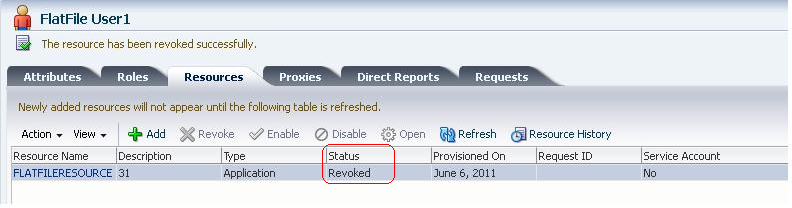 FlatFile User1
The resource has been revoked successfully.
Attributes Roles Resources Proxies Direct Reports Requests
Newly added resources will not appear until the following table is refreshed.
Action View Add Revoke Enable Disable Open Refresh Resource History
Resource Name Description Type Status Provisioned On Request ID Service Account
FLATFILERESOURCE 31 Application Revoked June 6, 2011 No